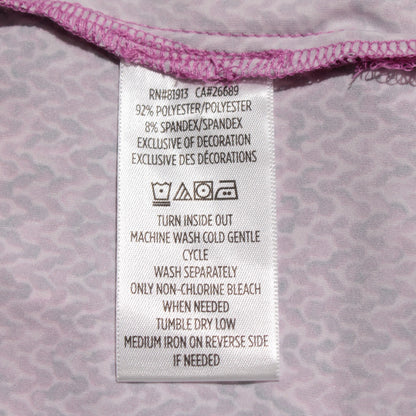 RN#81913 CA#26689
92% POLYESTER/POLYESTER
8% SPANDEX/SPANDEX
EXCLUSIVE OF DECORATION
EXCLUSIVE DES DÉCORATIONS
TURN INSIDE OUT
MACHINE WASH COLD GENTLE
CYCLE
WASH SEPARATELY
ONLY NON-CHLORINE BLEACH
WHEN NEEDED
TUMBLE DRY LOW
MEDIUM IRON ON REVERSE SIDE
IF NEEDED